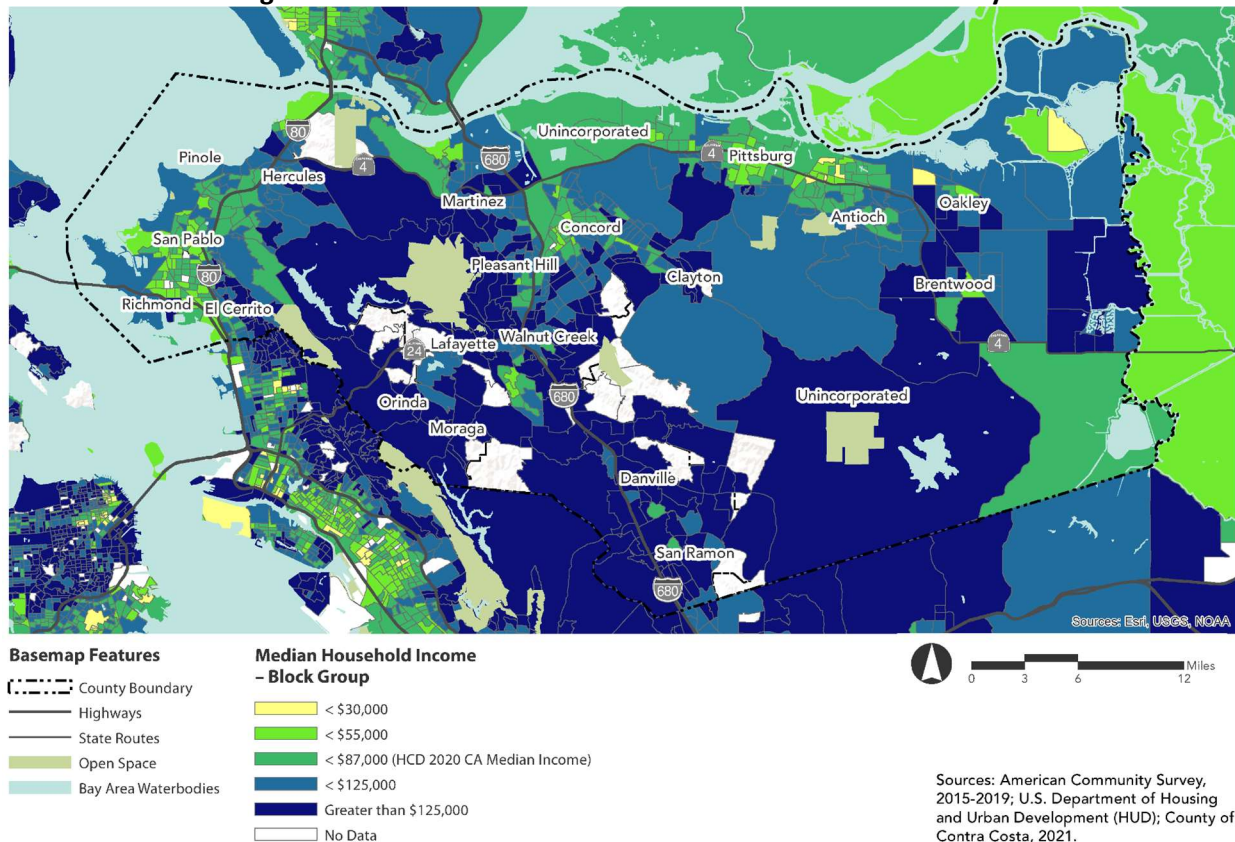 80
Unincorporated
Pinole
680
4
Pittsburg
Hercules
4
Martinez
Oakley
Antioch
Concord
San Pablo
Pleasant Hill
80
Clayton
Brentwood
Richmond
El Cerrito
Walnut Creek
Lafayette
4
24
Orinda
680
Unincorporated
Moraga
Danville
San Ramon
680
Sources: Esri, USGS, NOAA
Basemap Features
County Boundary
Highways
State Routes
Open Space
Bay Area Waterbodies
Median Household Income
– Block Group
< $30,000
< $55,000
< $87,000 (HCD 2020 CA Median Income)
< $125,000
Greater than $125,000
No Data
Miles
0 3 6 12
Sources: American Community Survey,
2015-2019; U.S. Department of Housing
and Urban Development (HUD); County of
Contra Costa, 2021.